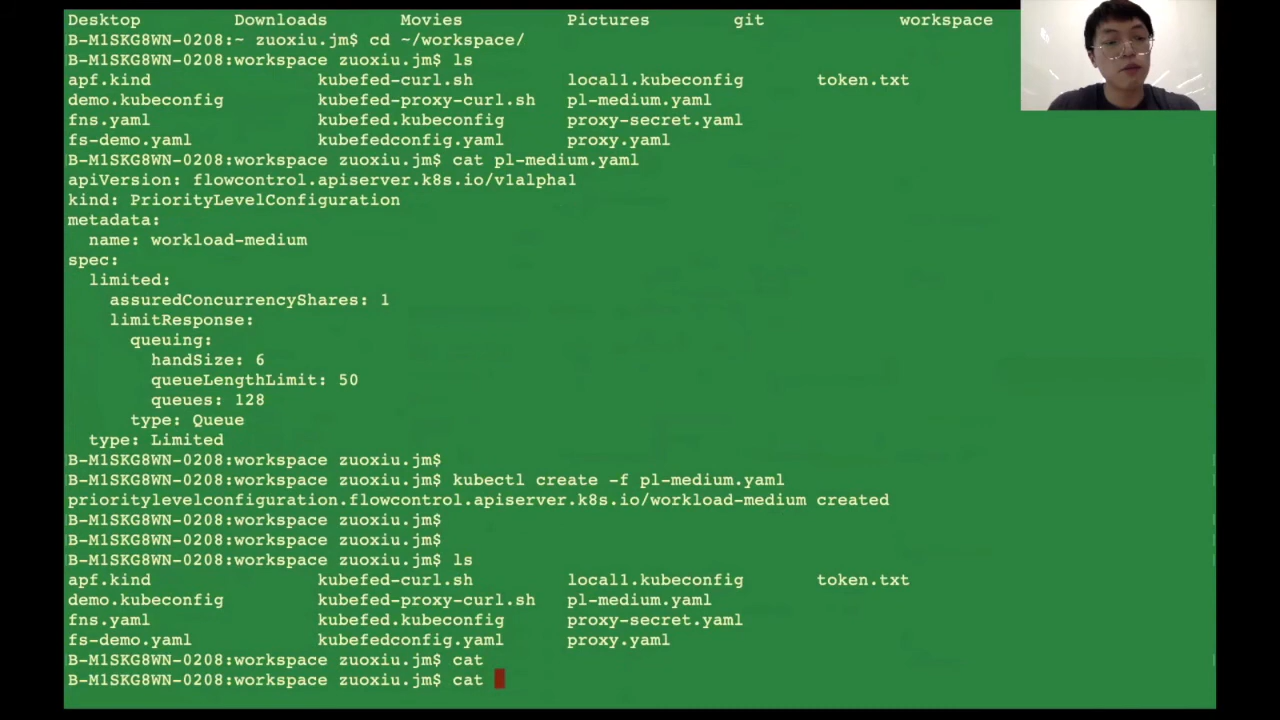 Desktop Downloads Movies Pictures git workspace
B-M1SKG8WN-0208:~ zuoxiu.jm$ cd ~/workspace/
B-M1SKG8WN-0208:workspace zuoxiu.jm$ ls
apf.kind kubefed-curl.sh local1.kubeconfig token.txt
demo.kubeconfig kubefed-proxy-curl.sh pl-medium.yaml
fns.yaml kubefed.kubeconfig proxy-secret.yaml
fs-demo.yaml kubefedconfig.yaml proxy.yaml
B-M1SKG8WN-0208:workspace zuoxiu.jm$ cat pl-medium.yaml
apiVersion: flowcontrol.apiserver.k8s.io/v1alpha1
kind: PriorityLevelConfiguration
metadata:
  name: workload-medium
spec:
  limited:
    assuredConcurrencyShares: 1
    limitResponse:
      queuing:
        handSize: 6
        queueLengthLimit: 50
        queues: 128
      type: Queue
  type: Limited
B-M1SKG8WN-0208:workspace zuoxiu.jm$
B-M1SKG8WN-0208:workspace zuoxiu.jm$ kubectl create -f pl-medium.yaml
prioritylevelconfiguration.flowcontrol.apiserver.k8s.io/workload-medium created
B-M1SKG8WN-0208:workspace zuoxiu.jm$
B-M1SKG8WN-0208:workspace zuoxiu.jm$
B-M1SKG8WN-0208:workspace zuoxiu.jm$ ls
apf.kind kubefed-curl.sh local1.kubeconfig token.txt
demo.kubeconfig kubefed-proxy-curl.sh pl-medium.yaml
fns.yaml kubefed.kubeconfig proxy-secret.yaml
fs-demo.yaml kubefedconfig.yaml proxy.yaml
B-M1SKG8WN-0208:workspace zuoxiu.jm$ cat
B-M1SKG8WN-0208:workspace zuoxiu.jm$ cat